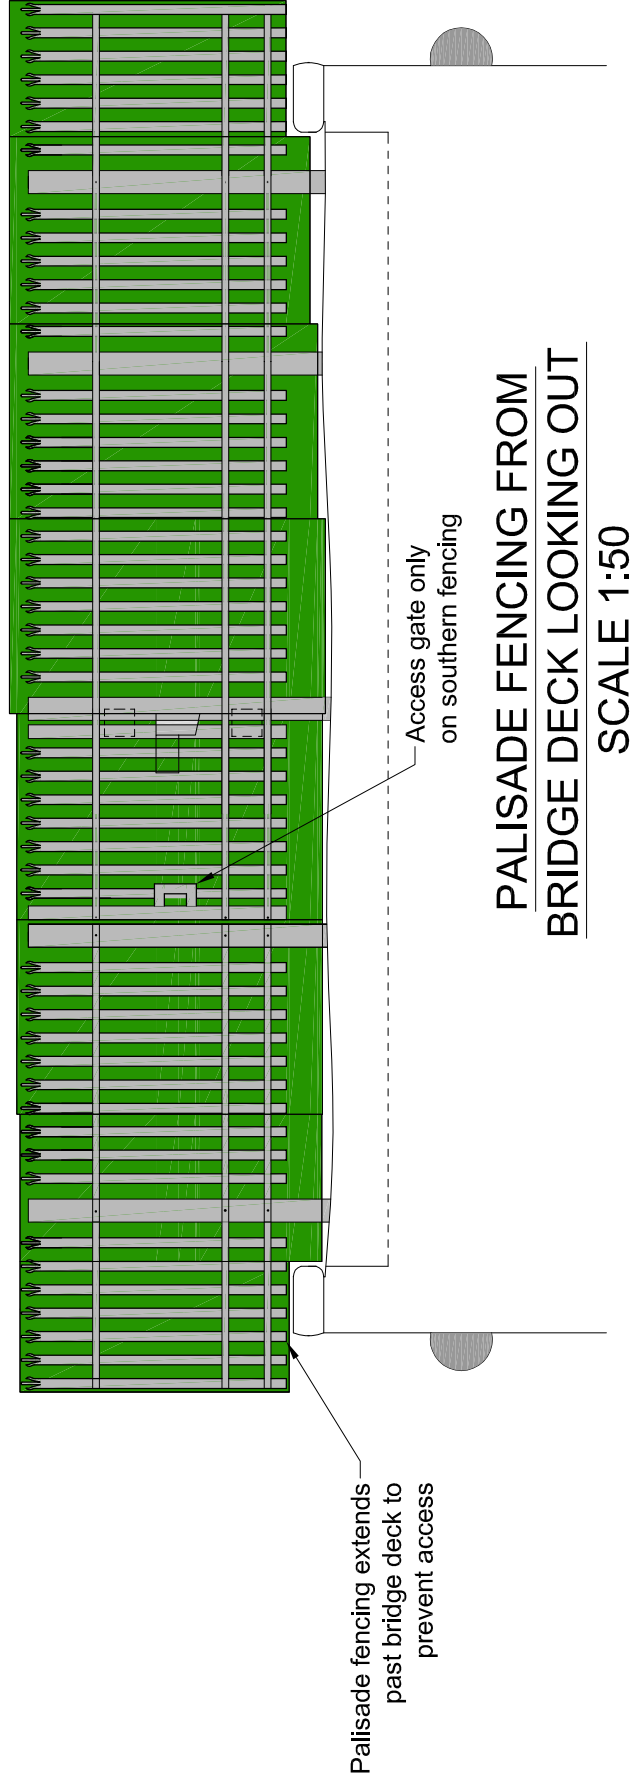 Palisade fencing extends
past bridge deck to
prevent access
Access gate only
on southern fencing
PALISADE FENCING FROM
BRIDGE DECK LOOKING OUT
SCALE 1:50